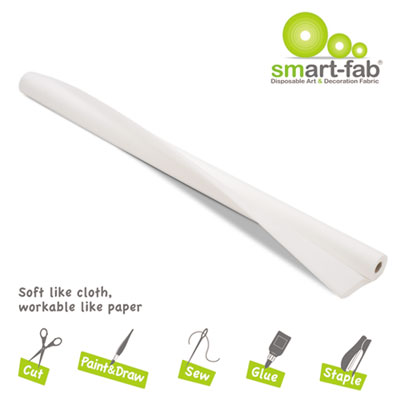 smart-fab®
Disposable Art & Decoration Fabric
Soft like cloth,
workable like paper
Cut
Paint&Draw
Sew
Glue
Staple